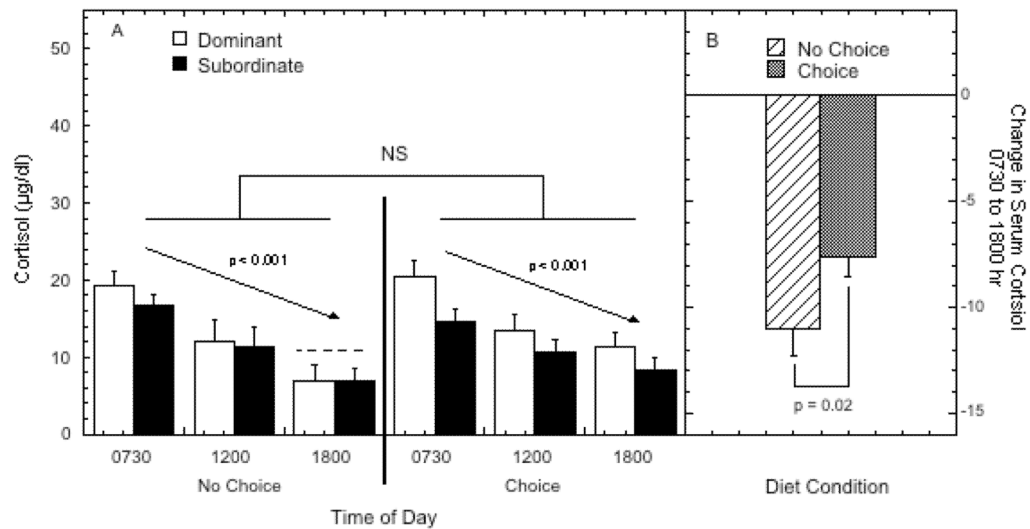 A
Dominant
Subordinate
50
40
30
20
10
0
Cortisol (µg/dl)
NS
p < 0.001
p < 0.001
0730 1200 1800 0730 1200 1800
No Choice Choice
Time of Day
B
No Choice
Choice
0
-5
-10
-15
Change in Serum Cortsiol
0730 to 1800 hr
p = 0.02
Diet Condition